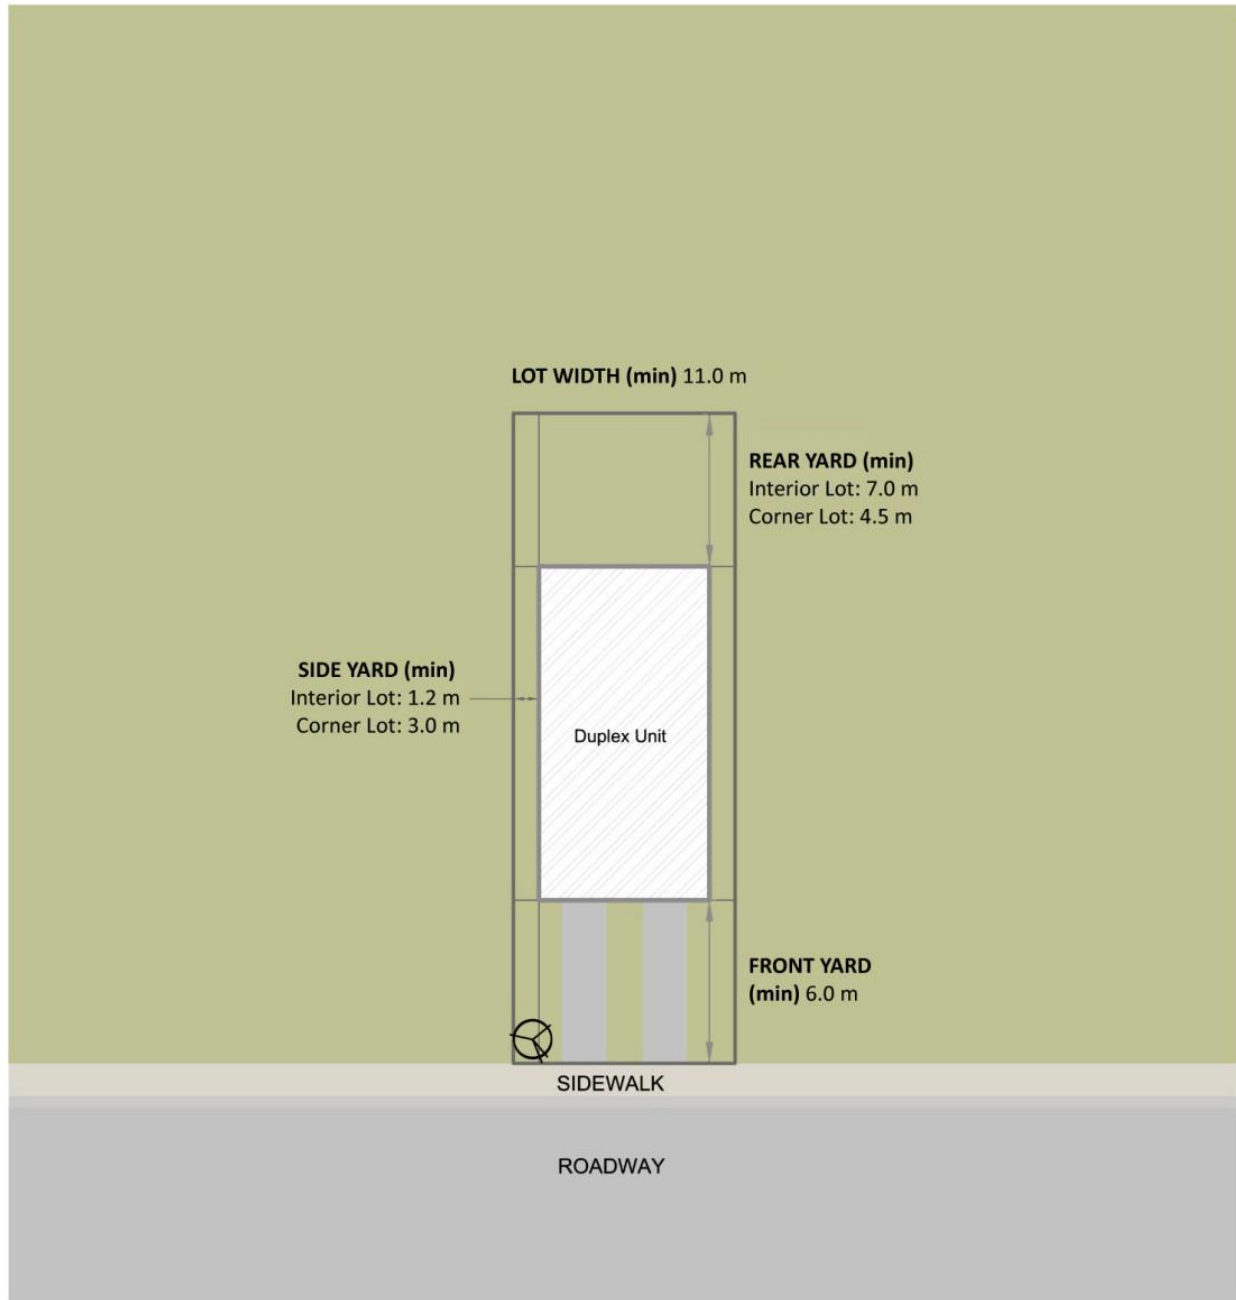 LOT WIDTH (min) 11.0 m
REAR YARD (min)
Interior Lot: 7.0 m
Corner Lot: 4.5 m
SIDE YARD (min)
Interior Lot: 1.2 m
Corner Lot: 3.0 m
Duplex Unit
FRONT YARD
(min) 6.0 m
SIDEWALK
ROADWAY